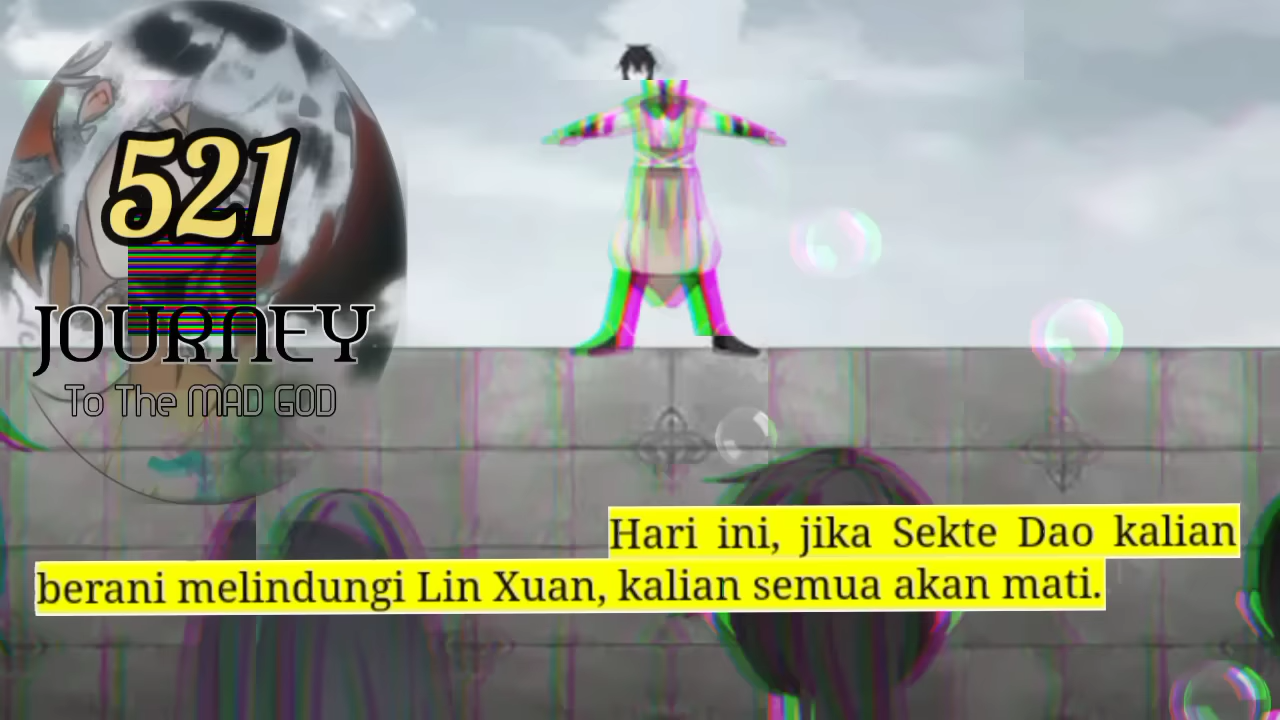 521
JOURNEY
To The MAD GOD
Hari ini, jika Sekte Dao kalian
berani melindungi Lin Xuan, kalian semua akan mati.